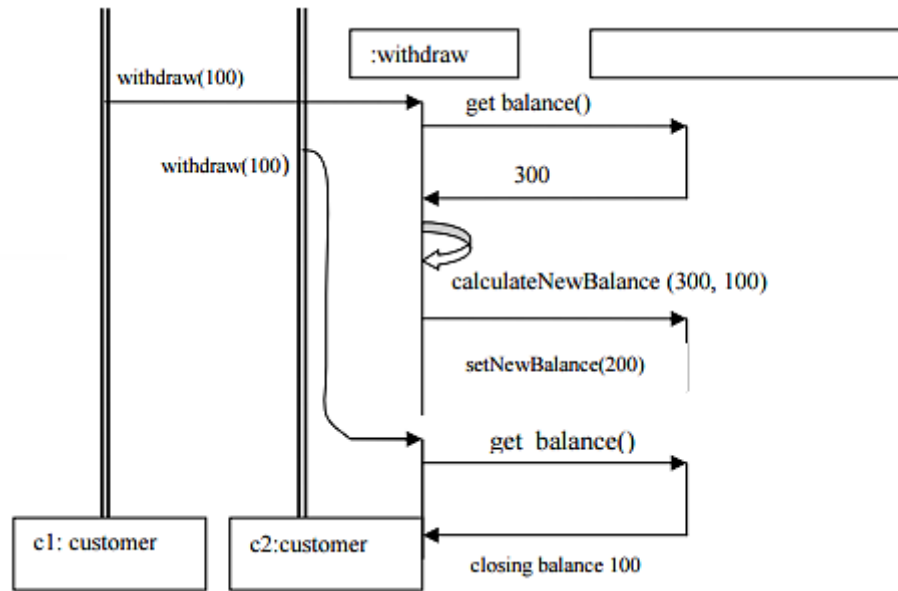 :withdraw
withdraw(100)
get balance()
withdraw(100)
300
calculateNewBalance (300, 100)
setNewBalance(200)
get balance()
c1: customer
c2:customer
closing balance 100